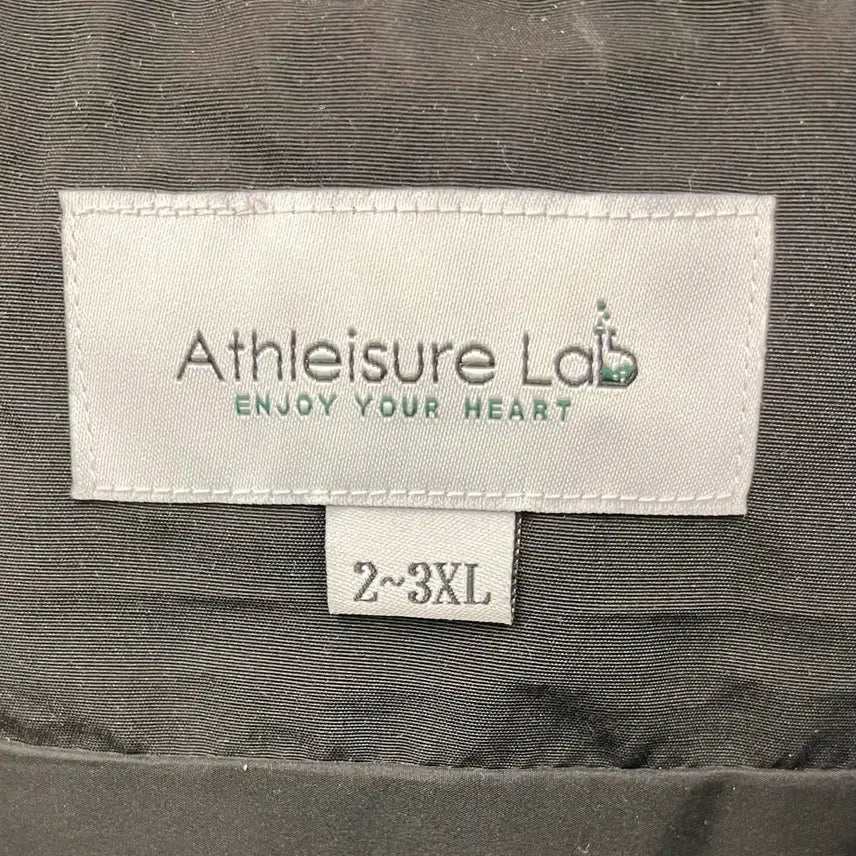 Athleisure Lab
ENJOY YOUR HEART
2~3XL